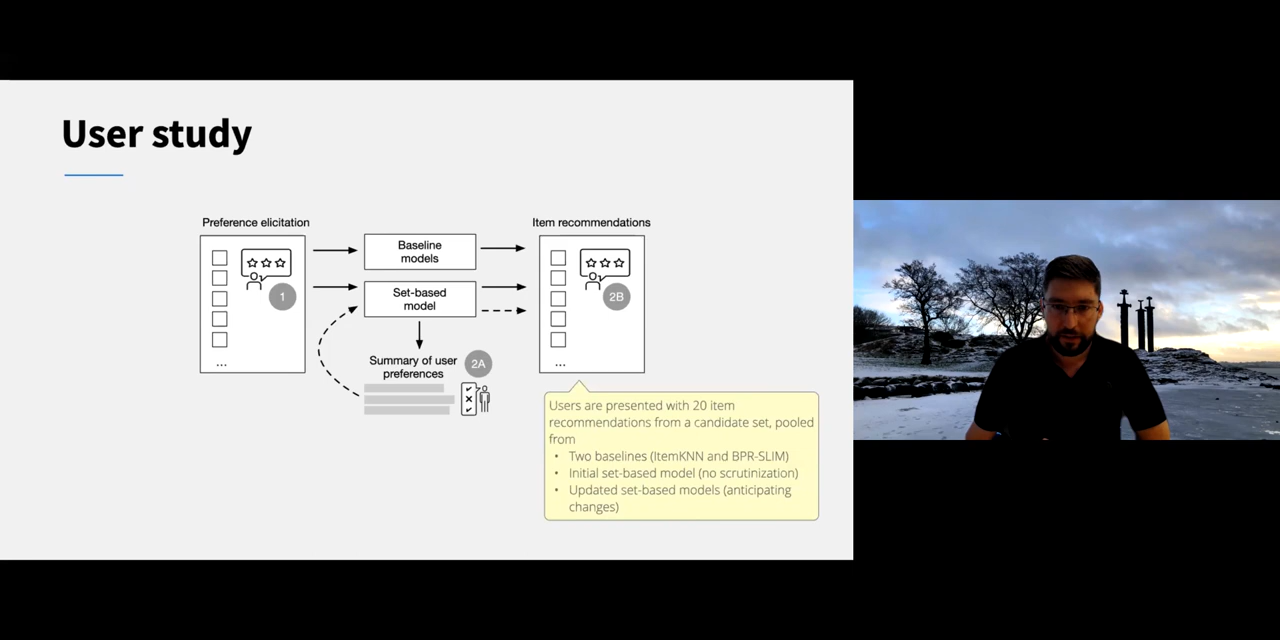 User study
Preference elicitation
Item recommendations
Baseline
models
Set-based
model
1
2B
...
...
Summary of user
preferences
2A
Users are presented with 20 item
recommendations from a candidate set, pooled
from
• Two baselines (ItemKNN and BPR-SLIM)
• Initial set-based model (no scrutinization)
• Updated set-based models (anticipating
changes)